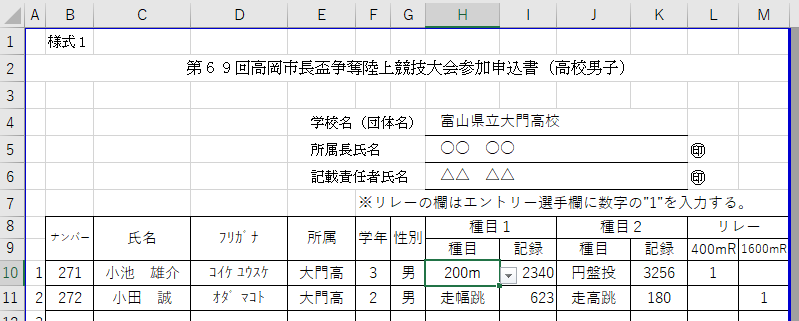 A B C D E F G H I J K L M
1 様式１
2 第６９回高岡市長盃争奪陸上競技大会参加申込書（高校男子）
3
4 学校名（団体名） 富山県立大門高校
5 所属長氏名 〇〇 〇〇 ㊞
6 記載責任者氏名 △△ △△ ㊞
7 ※リレーの欄はエントリー選手欄に数字の"1"を入力する。
8 ﾅﾝﾊﾞｰ 氏名 ﾌﾘｶﾞﾅ 所属 学年 性別 種目１ 種目２ リレー
9 種目 記録 種目 記録 400mR 1600mR
10 1 271 小池　雄介 ｺｲｹ ﾕｳｽｹ 大門高 3 男 200m 2340 円盤投 3256 1
11 2 272 小田　誠 ｵﾀﾞ ﾏｺﾄ 大門高 2 男 走幅跳 623 走高跳 180 1